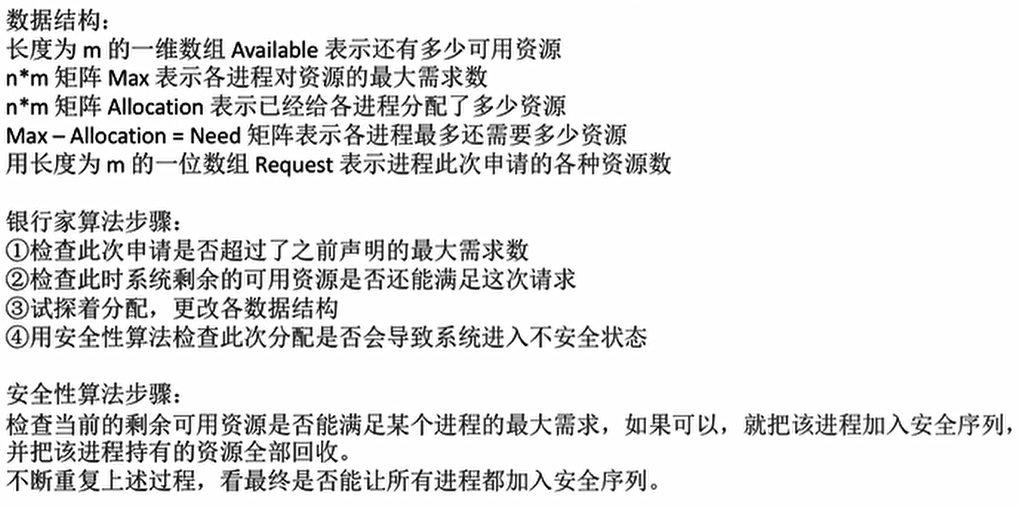 数据结构：
长度为 m 的一维数组 Available 表示还有多少可用资源
n*m 矩阵 Max 表示各进程对资源的最大需求数
n*m 矩阵 Allocation 表示已经给各进程分配了多少资源
Max – Allocation = Need 矩阵表示各进程最多还需要多少资源
用长度为 m 的一位数组 Request 表示进程此次申请的各种资源数
银行家算法步骤：
①检查此次申请是否超过了之前声明的最大需求数
②检查此时系统剩余的可用资源是否还能满足这次请求
③试探着分配，更改各数据结构
④用安全性算法检查此次分配是否会导致系统进入不安全状态
安全性算法步骤：
检查当前的剩余可用资源是否能满足某个进程的最大需求，如果可以，就把该进程加入安全序列，
并把该进程持有的资源全部回收。
不断重复上述过程，看最终是否能让所有进程都加入安全序列。